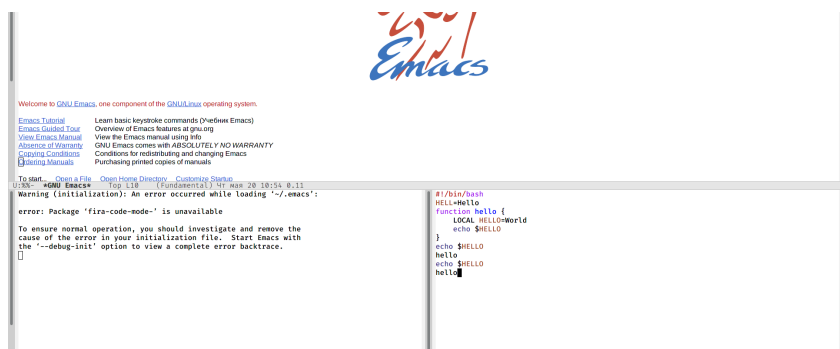 Emacs
Welcome to GNU Emacs, one component of the GNU/Linux operating system.
Emacs Tutorial Learn basic keystroke commands (Учебник Emacs)
Emacs Guided Tour Overview of Emacs features at gnu.org
View Emacs Manual View the Emacs manual using Info
Absence of Warranty GNU Emacs comes with ABSOLUTELY NO WARRANTY
Copying Conditions Conditions for redistributing and changing Emacs
Ordering Manuals Purchasing printed copies of manuals
To start... Open a File Open Home Directory Customize Startup
U:%%- *GNU Emacs* Top L10 (Fundamental) Чт мая 20 10:54 0.11
Warning (initialization): An error occurred while loading '~/.emacs':
error: Package 'fira-code-mode-' is unavailable
To ensure normal operation, you should investigate and remove the
cause of the error in your initialization file. Start Emacs with
the '--debug-init' option to view a complete error backtrace.
#!/bin/bash
HELL=Hello
function hello {
LOCAL HELLO=World
echo $HELLO
}
echo $HELLO
hello
echo $HELLO
hello